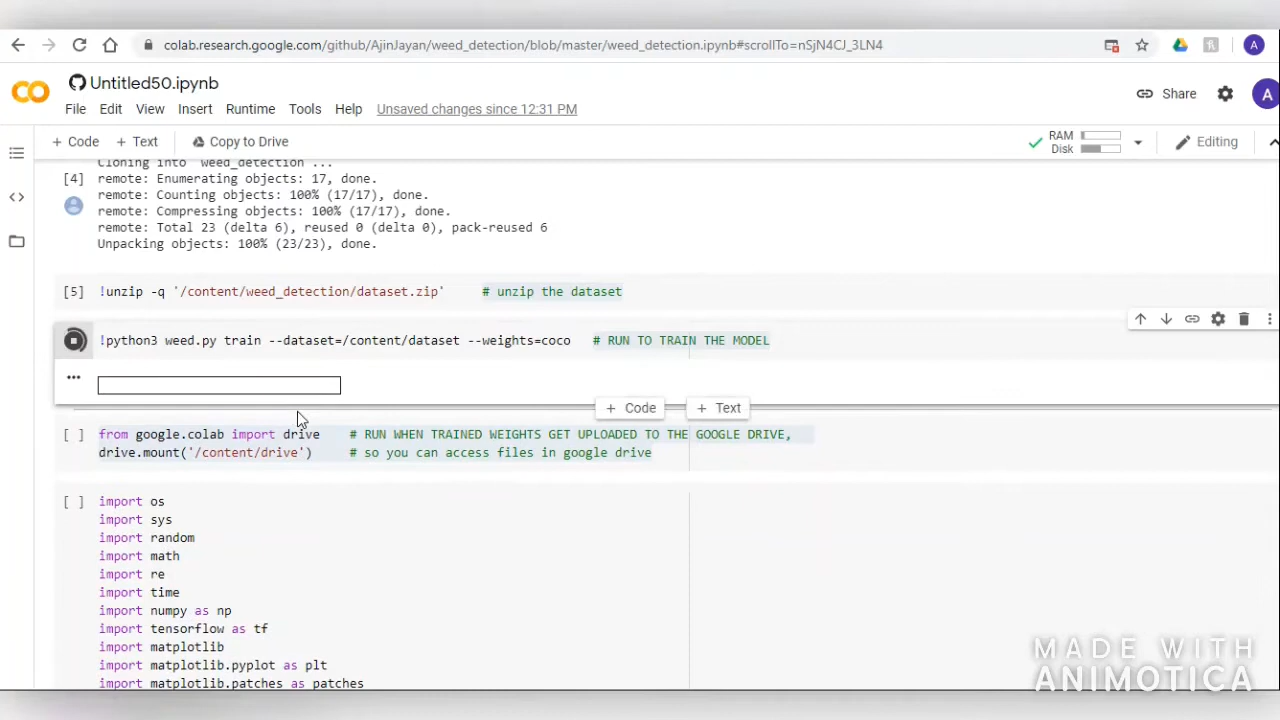 colab.research.google.com/github/AjinJayan/weed_detection/blob/master/weed_detection.ipynb#scrollTo=nSjN4CJ_3LN4
A
Untitled50.ipynb
Share
A
File Edit View Insert Runtime Tools Help Unsaved changes since 12:31 PM
+ Code + Text Copy to Drive
RAM
Disk
Editing
Cloning into 'weed_detection'...
[4] remote: Enumerating objects: 17, done.
remote: Counting objects: 100% (17/17), done.
remote: Compressing objects: 100% (17/17), done.
remote: Total 23 (delta 6), reused 0 (delta 0), pack-reused 6
Unpacking objects: 100% (23/23), done.
[5] !unzip -q '/content/weed_detection/dataset.zip' # unzip the dataset
!python3 weed.py train --dataset=/content/dataset --weights=coco # RUN TO TRAIN THE MODEL
+ Code + Text
[ ] from google.colab import drive # RUN WHEN TRAINED WEIGHTS GET UPLOADED TO THE GOOGLE DRIVE,
drive.mount('/content/drive') # so you can access files in google drive
[ ] import os
import sys
import random
import math
import re
import time
import numpy as np
import tensorflow as tf
import matplotlib
import matplotlib.pyplot as plt
import matplotlib.patches as patches
MADE WITH
ANIMOTICA